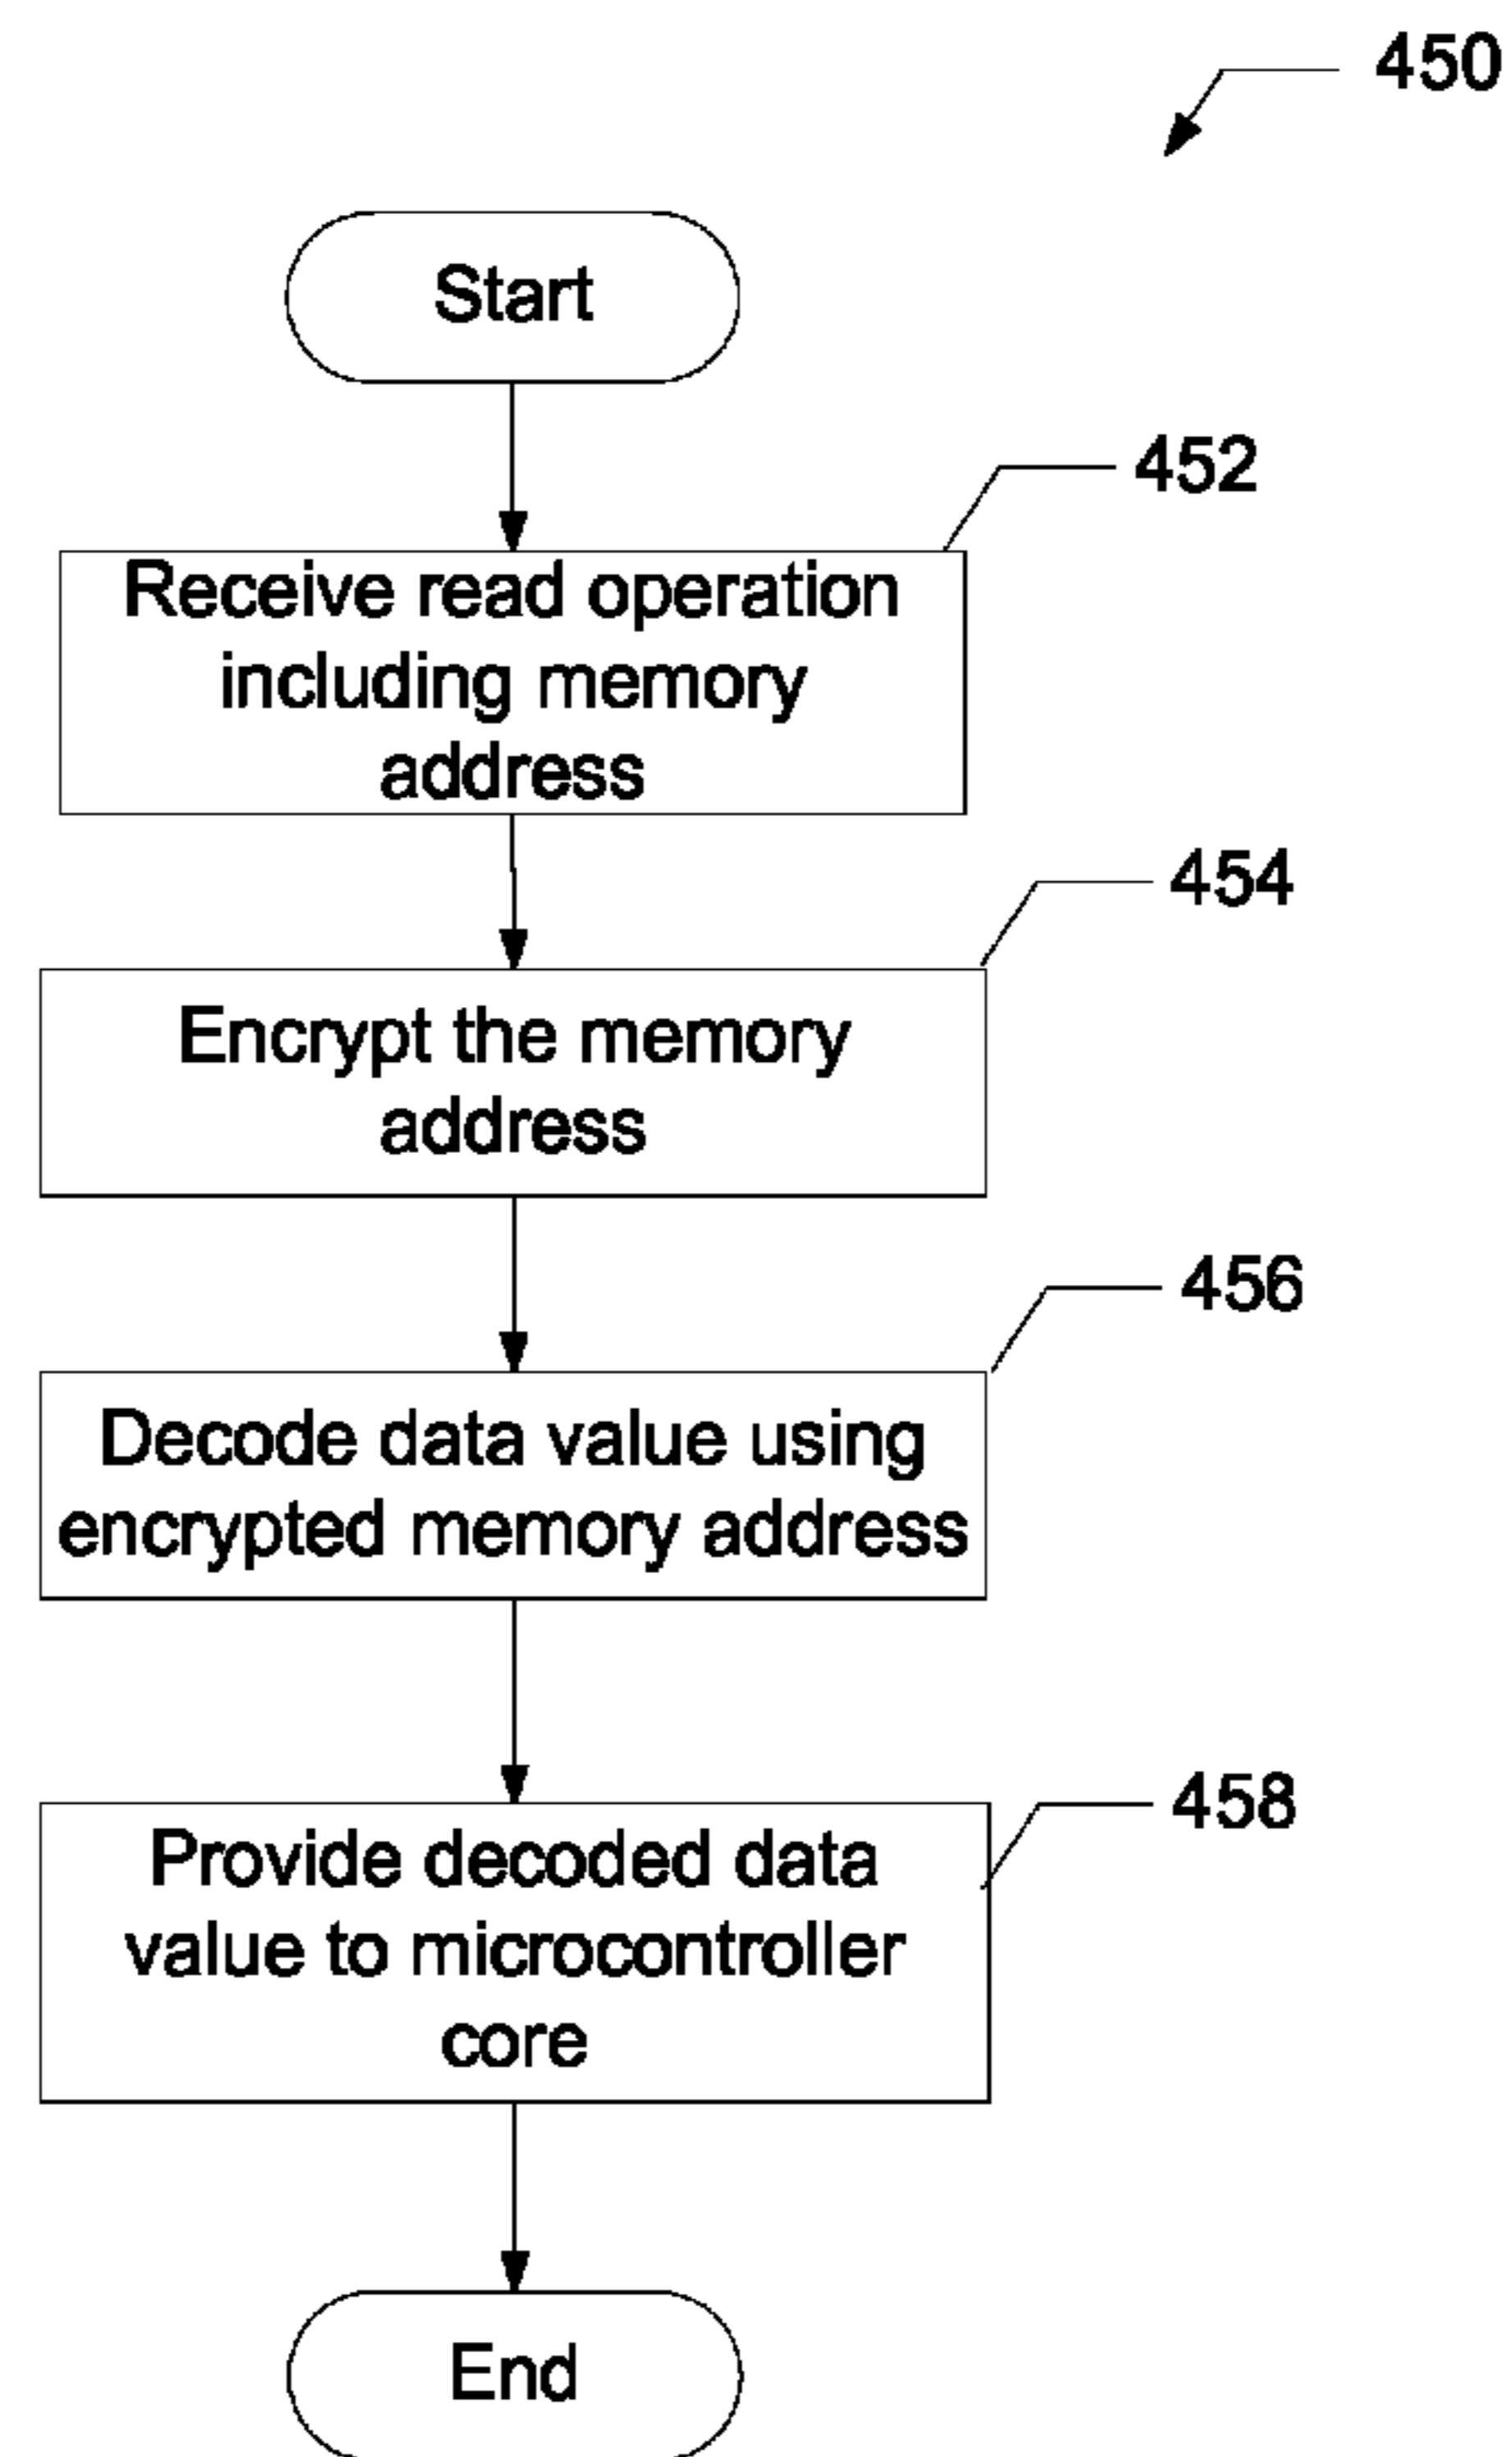 450
Start
452
Receive read operation
including memory
address
454
Encrypt the memory
address
456
Decode data value using
encrypted memory address
458
Provide decoded data
value to microcontroller
core
End